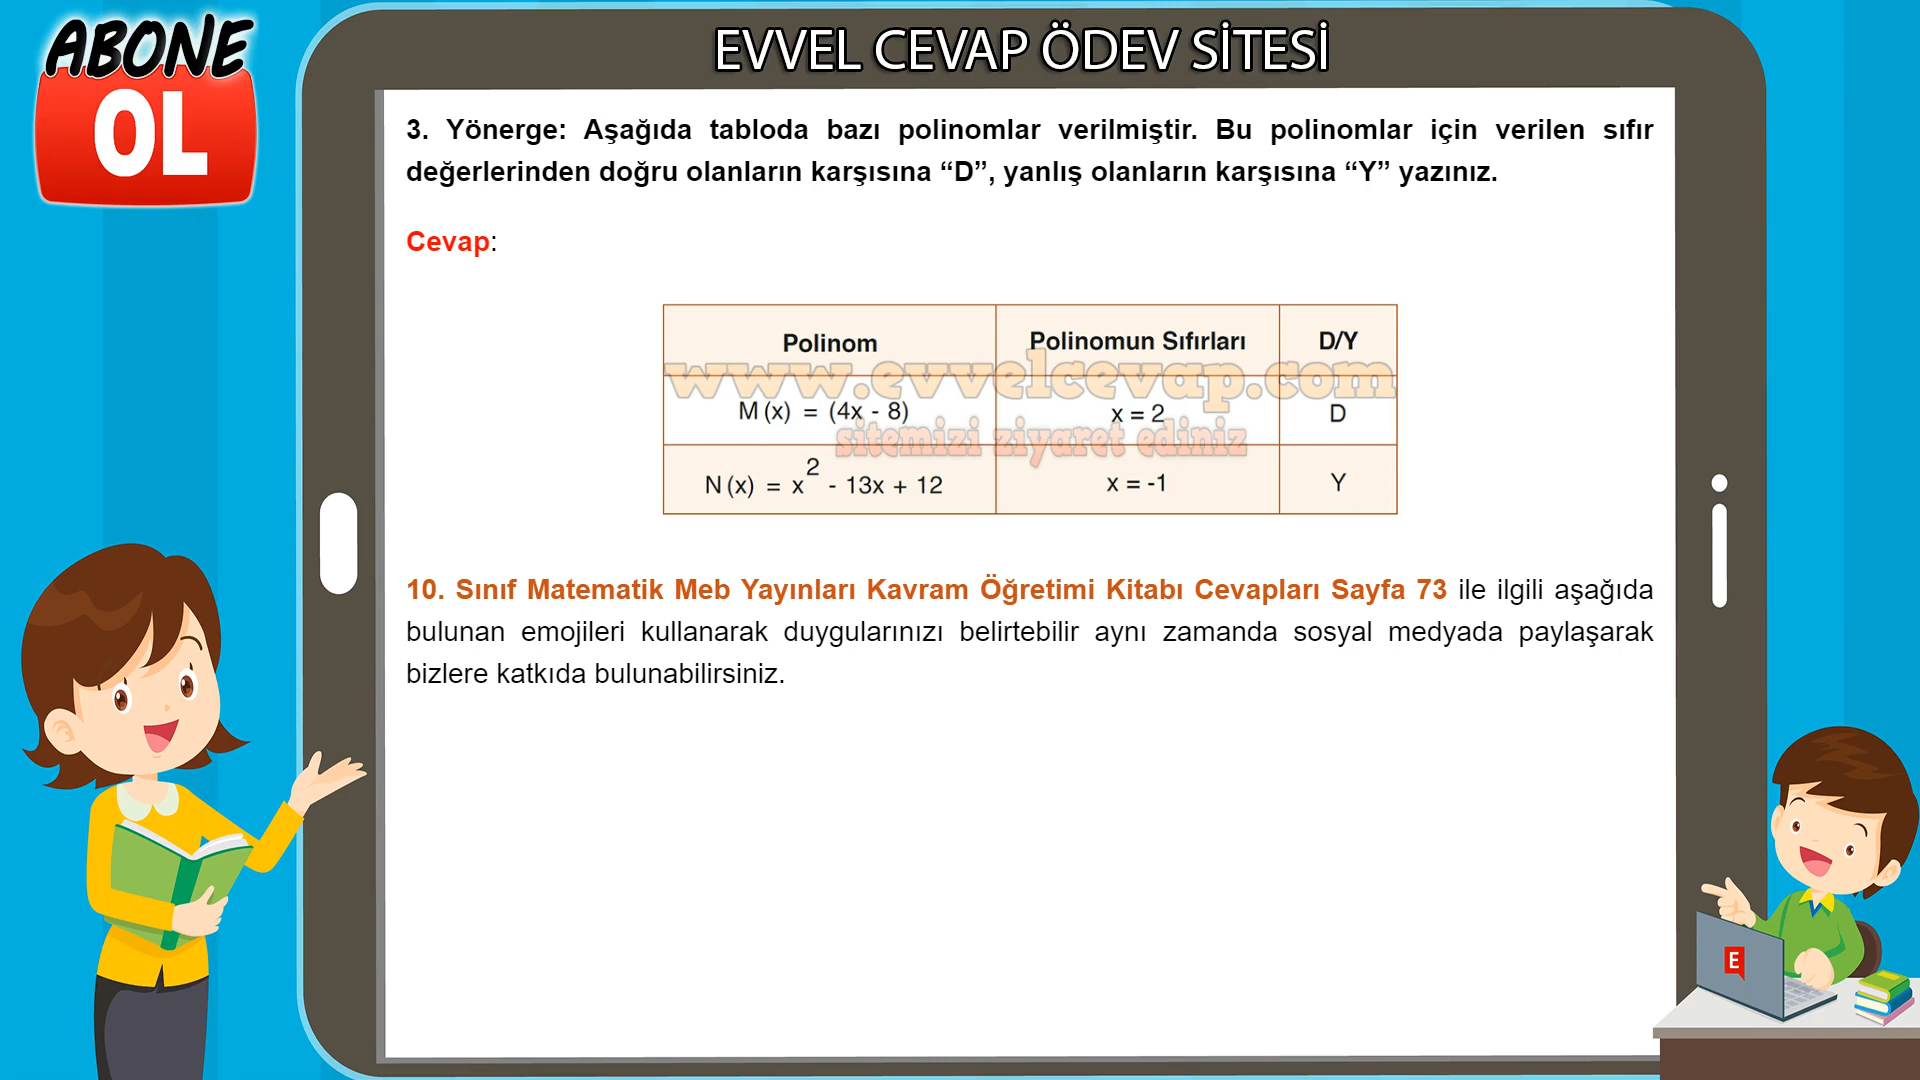 ABONE
OL
EVVEL CEVAP ÖDEV SİTESİ
3. Yönerge: Aşağıda tabloda bazı polinomlar verilmiştir. Bu polinomlar için verilen sıfır
değerlerinden doğru olanların karşısına “D”, yanlış olanların karşısına “Y” yazınız.
Cevap:
Polinom Polinomun Sıfırları D/Y
www.evvelcevap.com
M (x) = (4x - 8) x = 2 D
sitemizi ziyaret ediniz
N (x) = x² - 13x + 12 x = -1 Y
10. Sınıf Matematik Meb Yayınları Kavram Öğretimi Kitabı Cevapları Sayfa 73 ile ilgili aşağıda
bulunan emojileri kullanarak duygularınızı belirtebilir aynı zamanda sosyal medyada paylaşarak
bizlere katkıda bulunabilirsiniz.
E